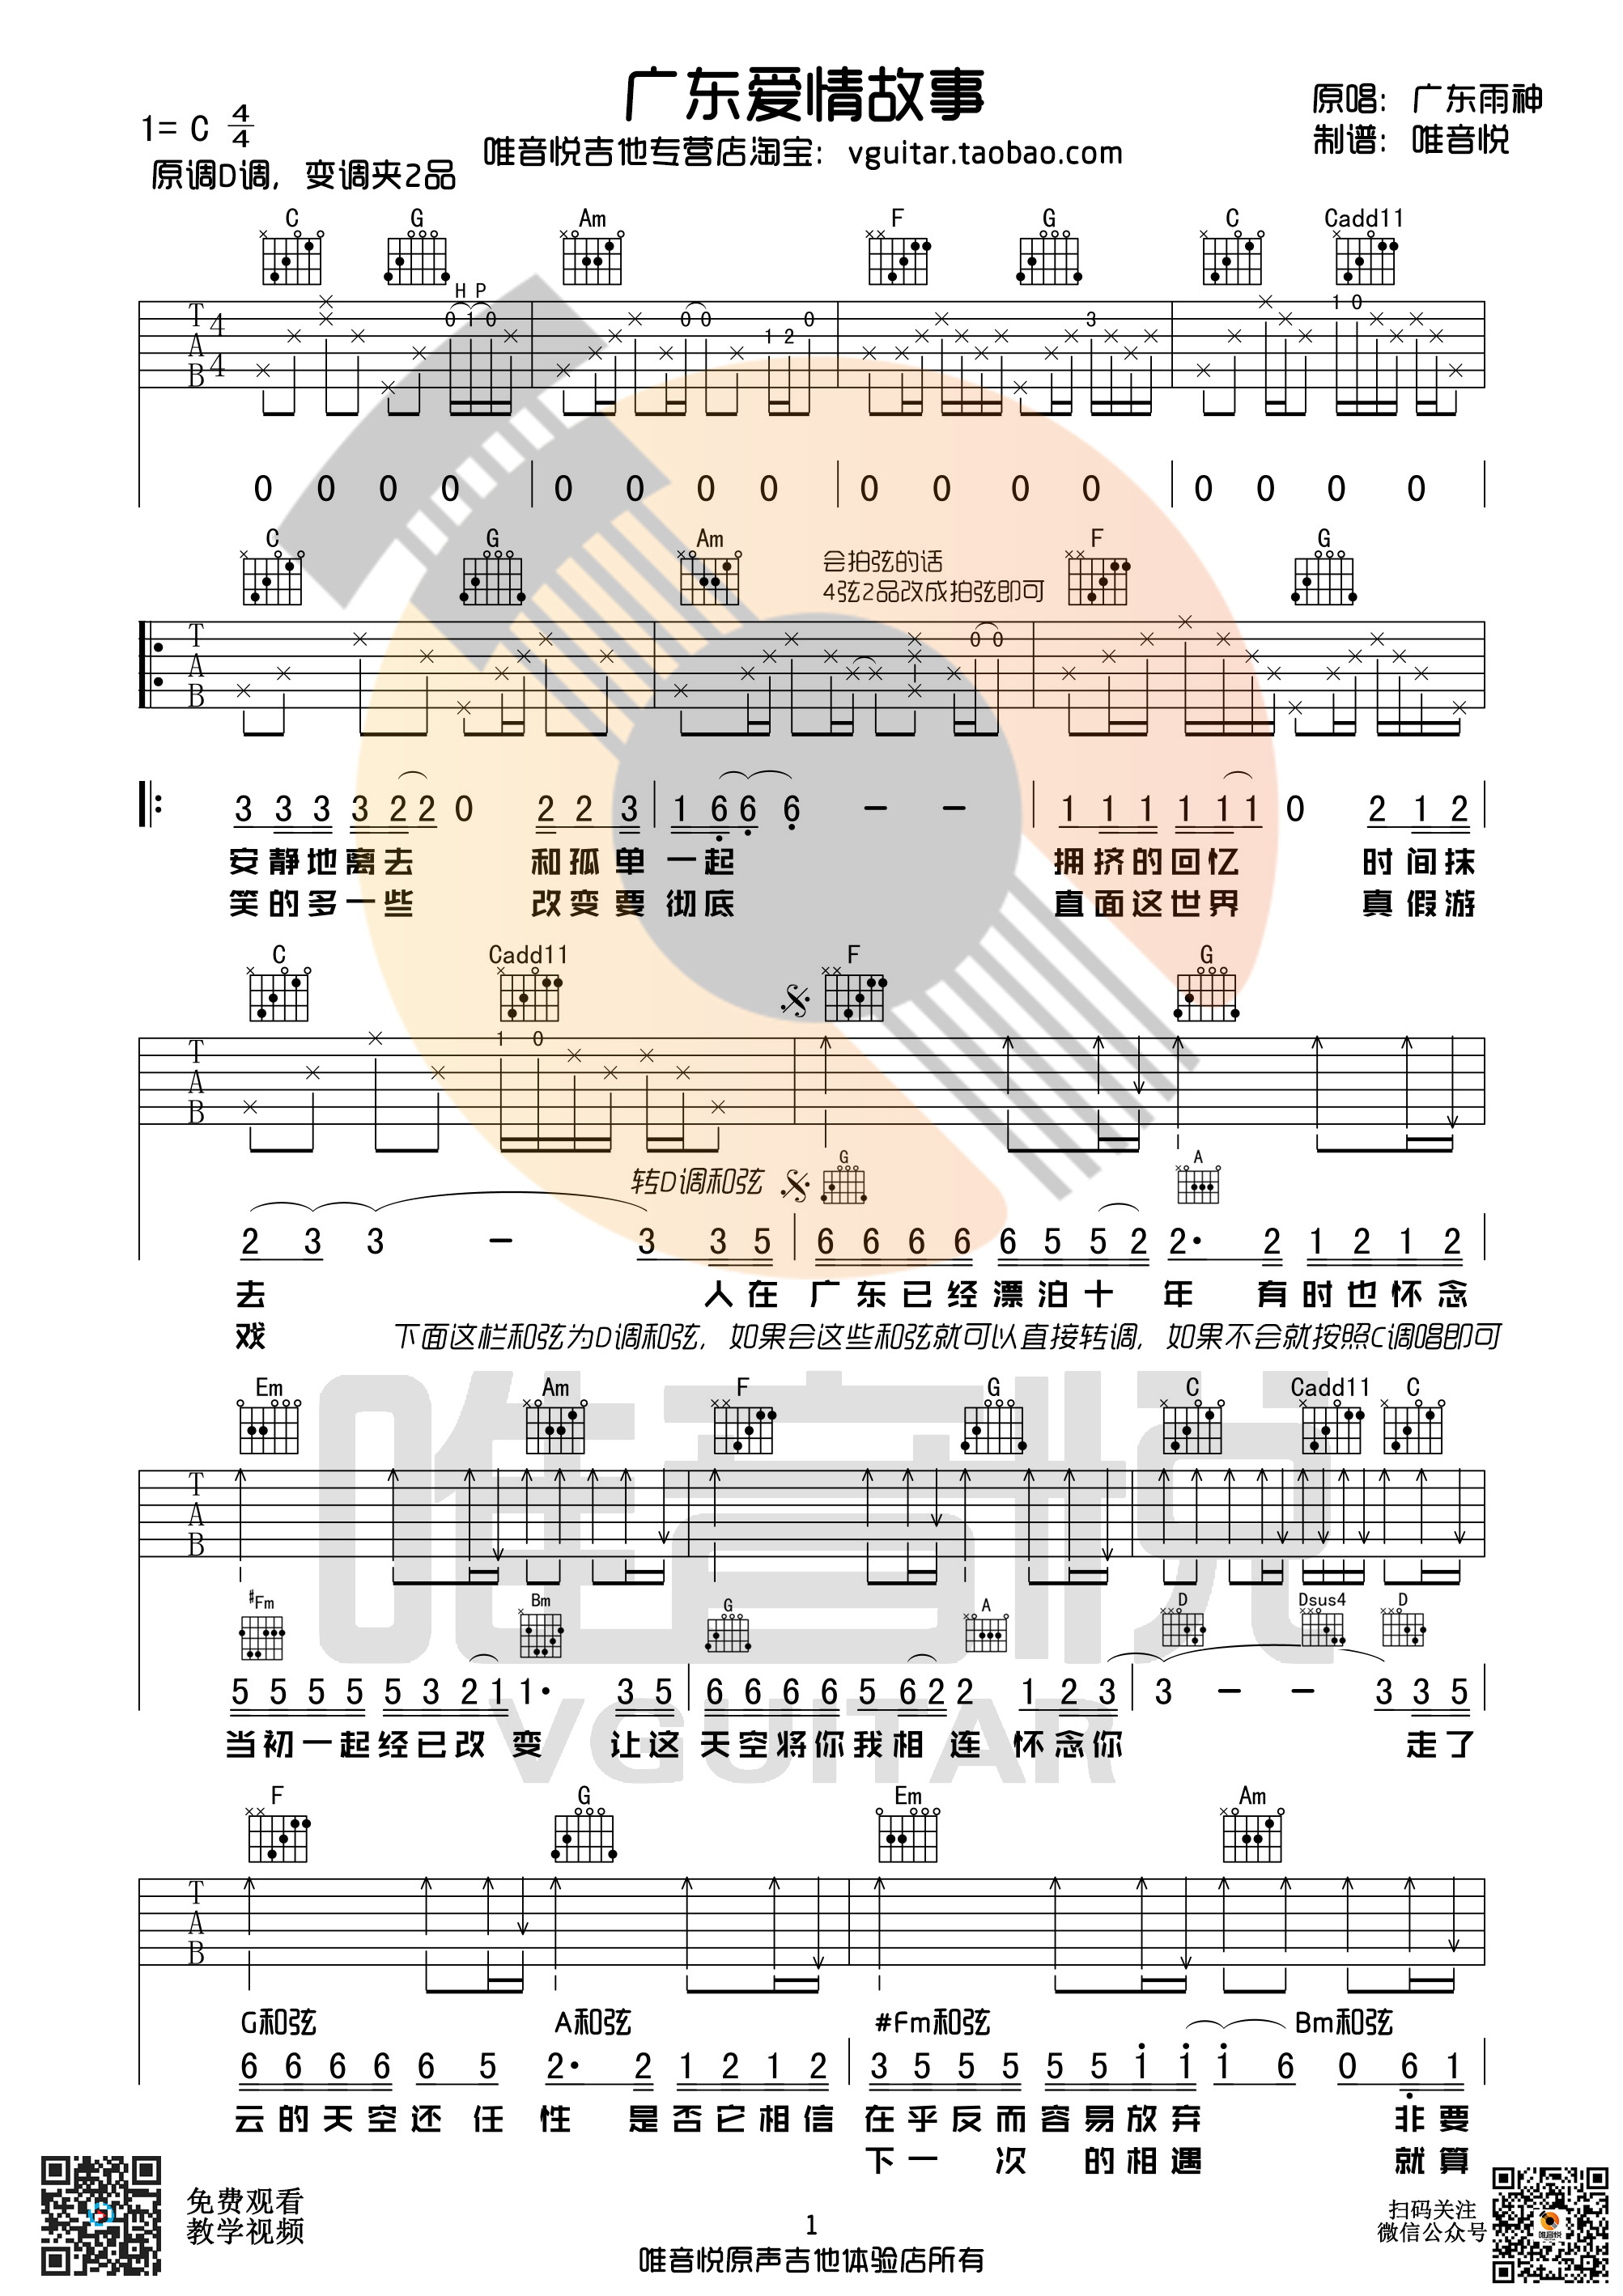 广东爱情故事
1= C 4/4
原唱：广东雨神
唯音悦吉他专营店淘宝：vguitar.taobao.com
制谱：唯音悦
原调D调，变调夹2品
C G Am F G C Cadd11
H P
T A B 4 4
0 1 0 0 0 1 2 0 3 1 0
0 0 0 0 0 0 0 0 0 0 0 0 0 0 0 0
C G Am F G
会拍弦的话
4弦2品改成拍弦即可
T A B
0 0
3 3 3 3 2 2 0 2 2 3 1 6 6 6 - - 1 1 1 1 1 1 0 2 1 2
安静地离去 和孤单一起 拥挤的回忆 时间抹
笑的多一些 改变要彻底 直面这世界 真假游
C Cadd11 F G
T A B
1 0
转D调和弦 G A
2 3 3 - 3 3 5 6 6 6 6 6 5 5 2 2· 2 1 2 1 2
去 人在广东已经漂泊十年 有时也怀念
戏 下面这栏和弦为D调和弦，如果会这些和弦就可以直接转调，如果不会就按照C调唱即可
Em Am F G C Cadd11 C
T A B
#Fm Bm G A D Dsus4 D
5 5 5 5 5 3 2 1 1· 3 5 6 6 6 6 5 6 2 2 1 2 3 3 - - 3 3 5
当初一起经已改变 让这天空将你我相连怀念你 走了
唯音悦
VGUITAR
F G Em Am
T A B
G和弦 A和弦 #Fm和弦 Bm和弦
6 6 6 6 6 5 2· 2 1 2 1 2 3 5 5 5 5 5 1 1 1 6 0 6 1
云的天空还任性 是否它相信在乎反而容易放弃 非要
下一次的相遇 就算
免费观看
教学视频
扫码关注
微信公众号
唯音悦
1
唯音悦原声吉他体验店所有